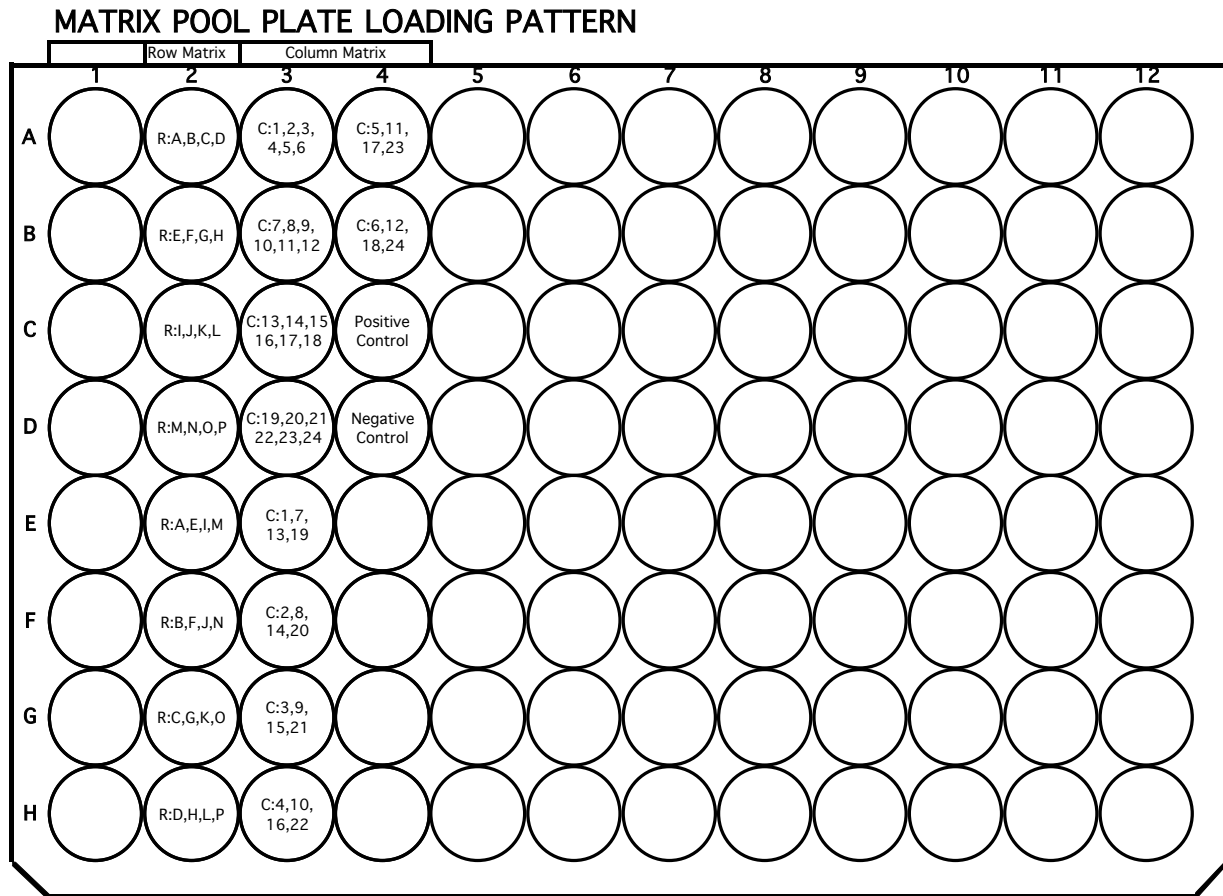 MATRIX POOL PLATE LOADING PATTERN
Row Matrix
Column Matrix
1 2 3 4 5 6 7 8 9 10 11 12
A
R:A,B,C,D
C:1,2,3,
4,5,6
C:5,11,
17,23
B
R:E,F,G,H
C:7,8,9,
10,11,12
C:6,12,
18,24
C
R:I,J,K,L
C:13,14,15
16,17,18
Positive
Control
D
R:M,N,O,P
C:19,20,21
22,23,24
Negative
Control
E
R:A,E,I,M
C:1,7,
13,19
F
R:B,F,J,N
C:2,8,
14,20
G
R:C,G,K,O
C:3,9,
15,21
H
R:D,H,L,P
C:4,10,
16,22